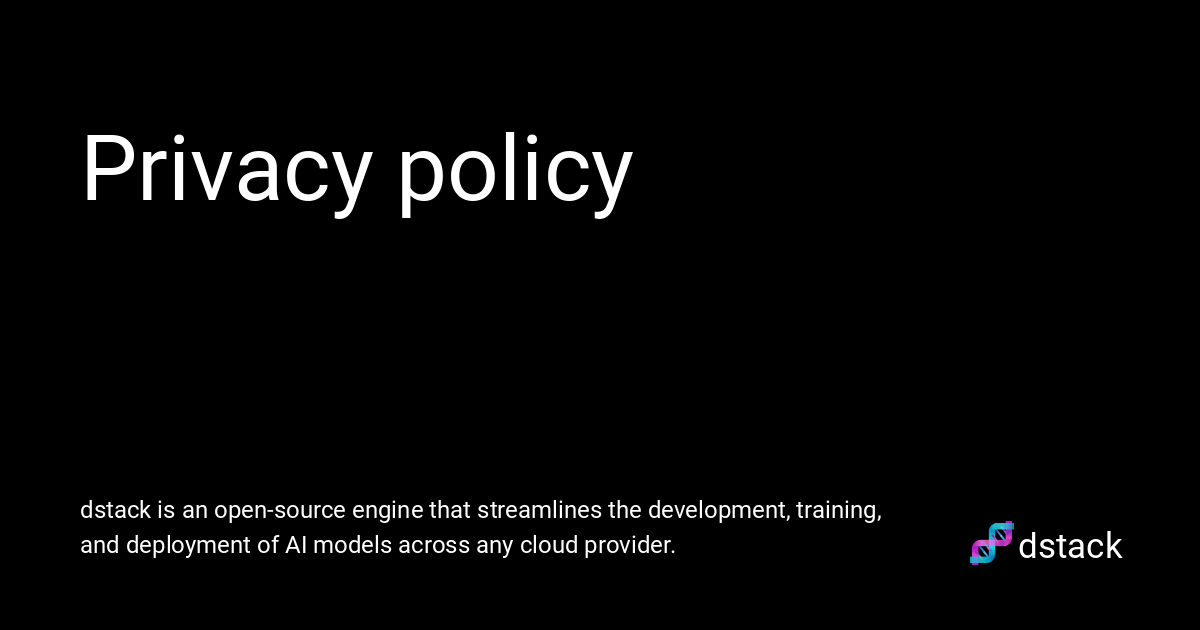 Privacy policy
dstack is an open-source engine that streamlines the development, training,
and deployment of AI models across any cloud provider.
dstack